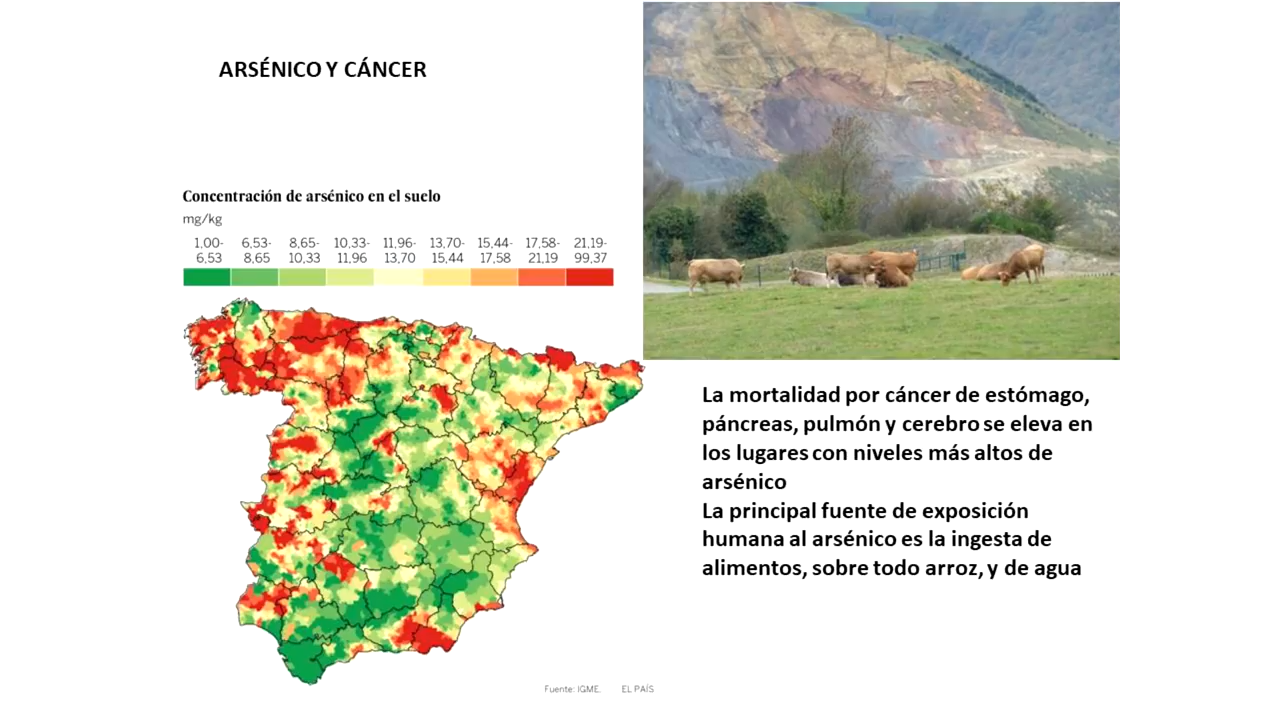 ARSÉNICO Y CÁNCER
Concentración de arsénico en el suelo
mg/kg
1,00- 6,53- 8,65- 10,33- 11,96- 13,70- 15,44- 17,58- 21,19-
6,53 8,65 10,33 11,96 13,70 15,44 17,58 21,19 99,37
La mortalidad por cáncer de estómago,
páncreas, pulmón y cerebro se eleva en
los lugares con niveles más altos de
arsénico
La principal fuente de exposición
humana al arsénico es la ingesta de
alimentos, sobre todo arroz, y de agua
Fuente: IGME. EL PAÍS